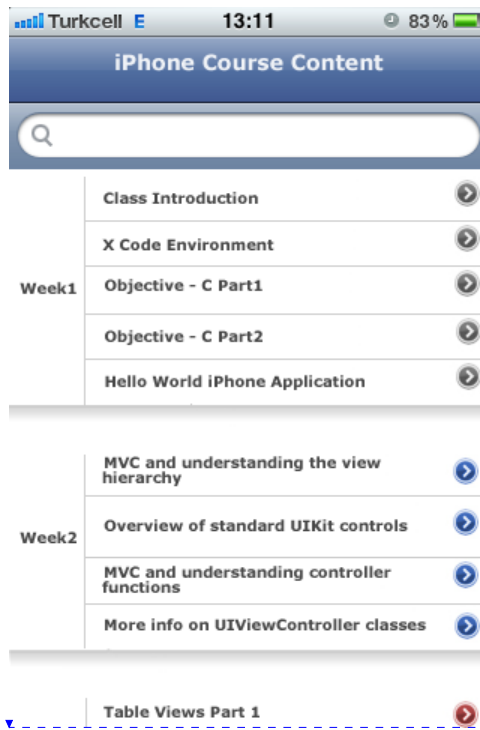 Turkcell E 13:11 83%
iPhone Course Content
Class Introduction
X Code Environment
Week1
Objective - C Part1
Objective - C Part2
Hello World iPhone Application
MVC and understanding the view
hierarchy
Overview of standard UIKit controls
Week2
MVC and understanding controller
functions
More info on UIViewController classes
Table Views Part 1